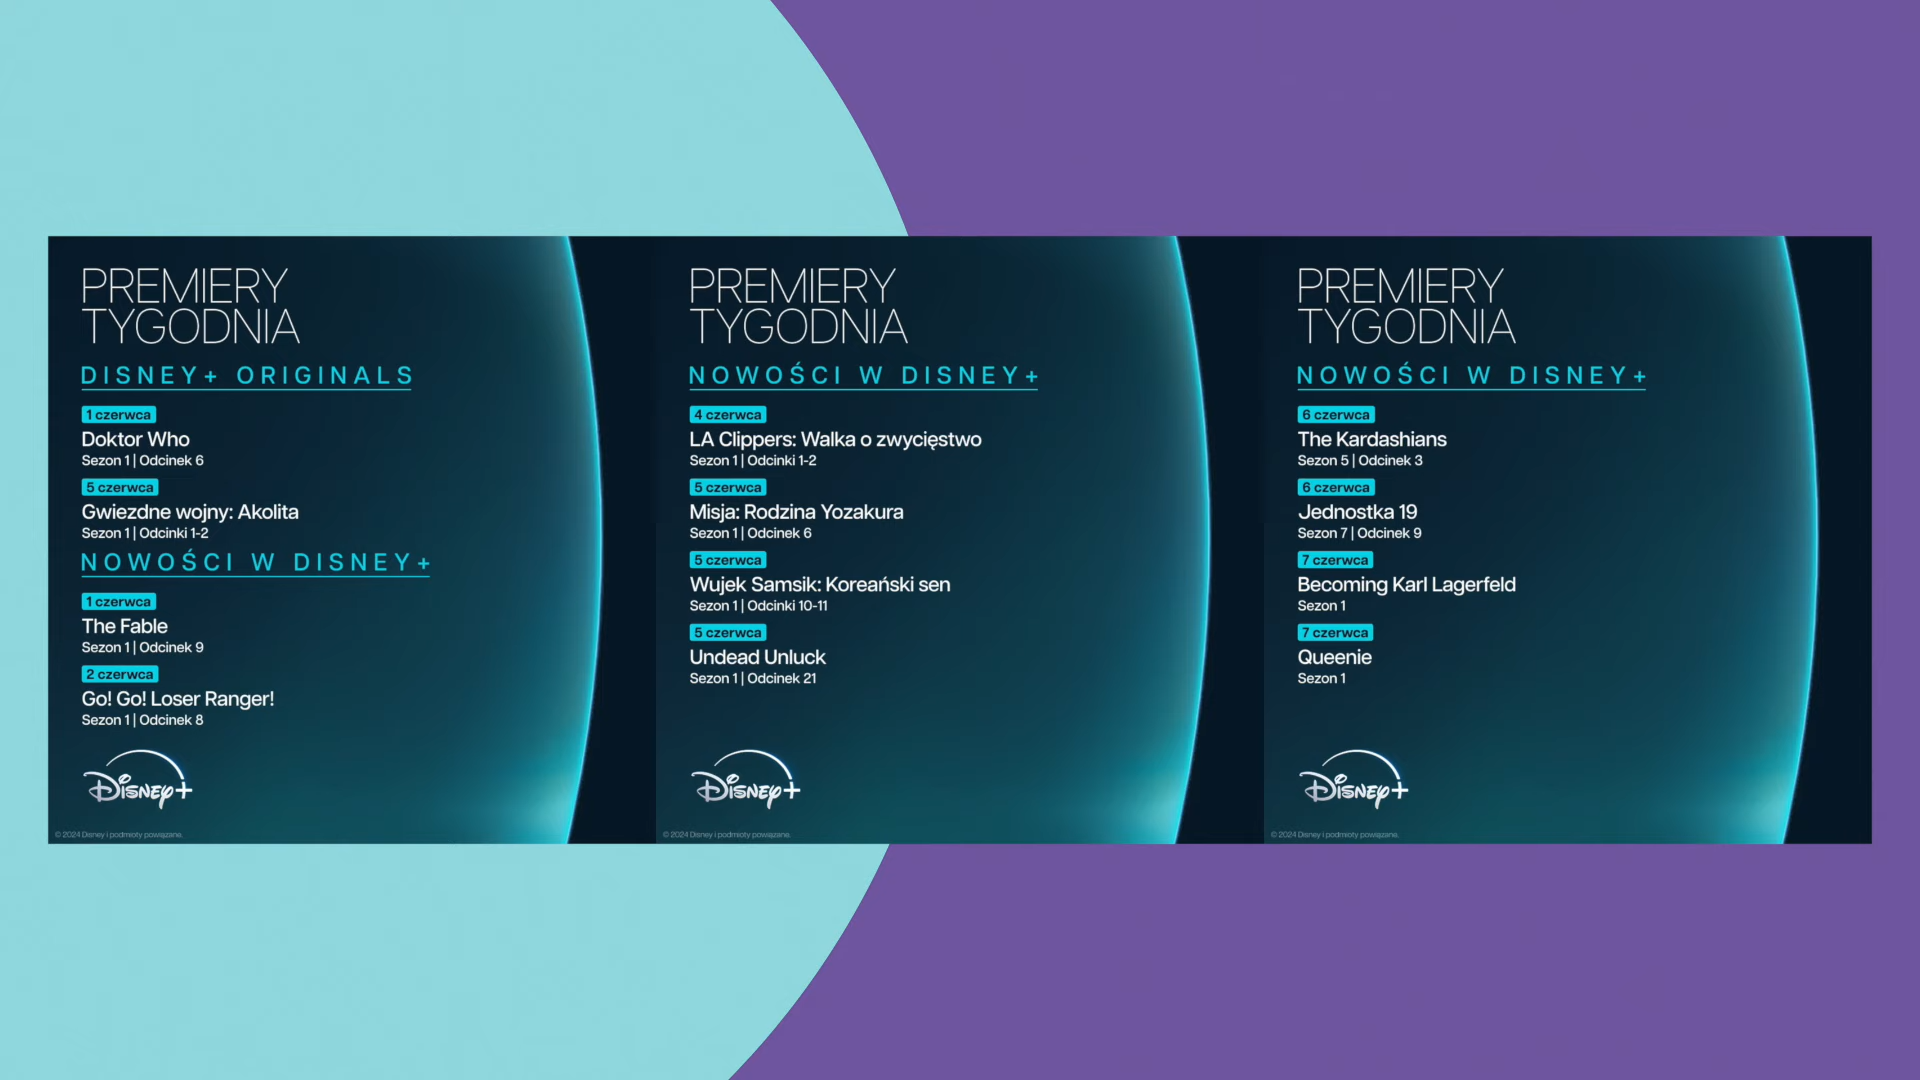 PREMIERY
TYGODNIA
DISNEY+ ORIGINALS
1 czerwca
Doktor Who
Sezon 1 | Odcinek 6
5 czerwca
Gwiezdne wojny: Akolita
Sezon 1 | Odcinki 1-2
NOWOŚCI W DISNEY+
1 czerwca
The Fable
Sezon 1 | Odcinek 9
2 czerwca
Go! Go! Loser Ranger!
Sezon 1 | Odcinek 8
Disney+
© 2024 Disney i podmioty powiązane.
PREMIERY
TYGODNIA
NOWOŚCI W DISNEY+
4 czerwca
LA Clippers: Walka o zwycięstwo
Sezon 1 | Odcinki 1-2
5 czerwca
Misja: Rodzina Yozakura
Sezon 1 | Odcinek 6
5 czerwca
Wujek Samsik: Koreański sen
Sezon 1 | Odcinki 10-11
5 czerwca
Undead Unluck
Sezon 1 | Odcinek 21
Disney+
© 2024 Disney i podmioty powiązane.
PREMIERY
TYGODNIA
NOWOŚCI W DISNEY+
6 czerwca
The Kardashians
Sezon 5 | Odcinek 3
6 czerwca
Jednostka 19
Sezon 7 | Odcinek 9
7 czerwca
Becoming Karl Lagerfeld
Sezon 1
7 czerwca
Queenie
Sezon 1
Disney+
© 2024 Disney i podmioty powiązane.